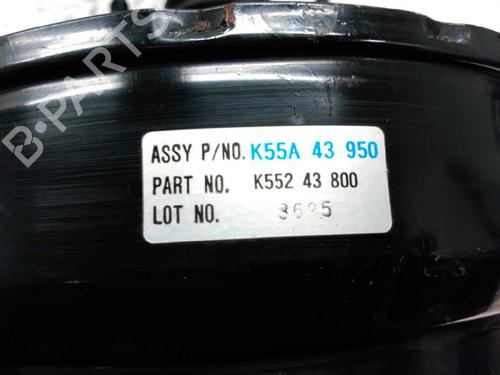 B-PARTS
ASSY P/NO. K55A 43 950
PART NO. K552 43 800
LOT NO.